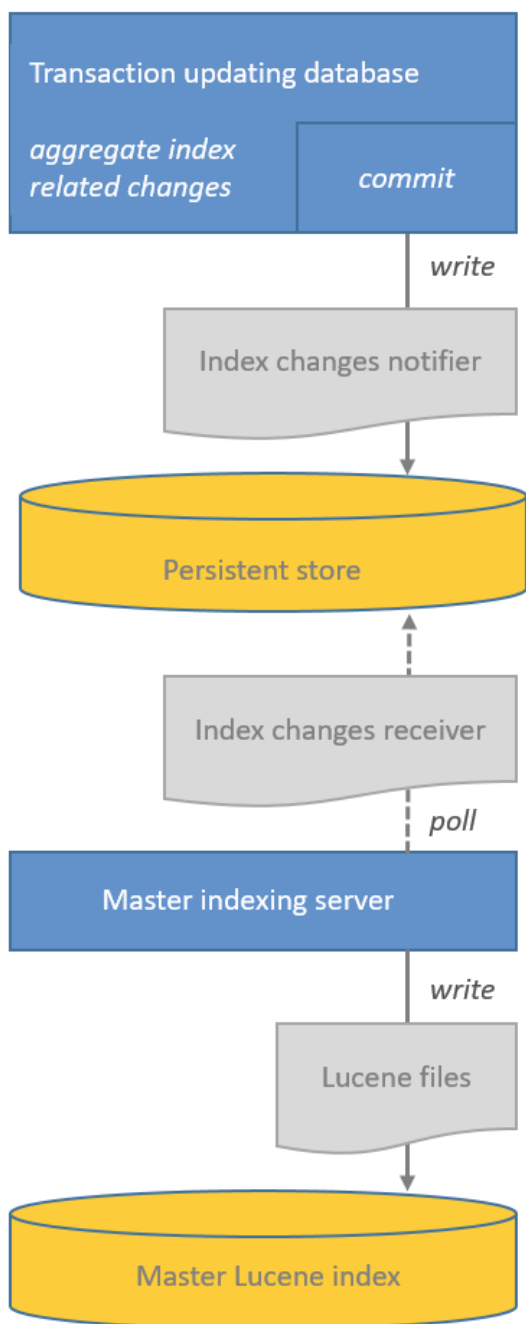 Transaction updating database
aggregate index
related changes
commit
write
Index changes notifier
Persistent store
Index changes receiver
poll
Master indexing server
write
Lucene files
Master Lucene index